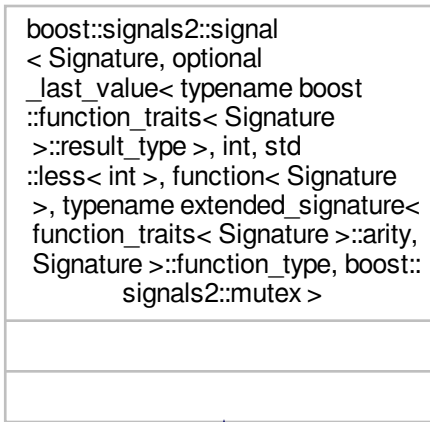 boost::signals2::signal
< Signature, optional
_last_value< typename boost
::function_traits< Signature
>::result_type >, int, std
::less< int >, function< Signature
>, typename extended_signature<
function_traits< Signature >::arity,
Signature >::function_type, boost::
signals2::mutex >